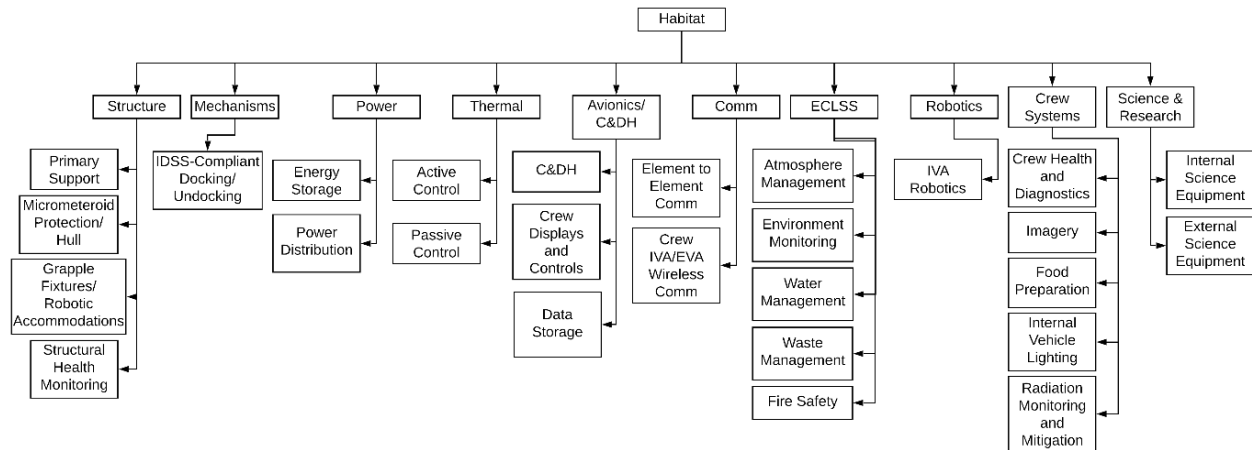 Habitat
Structure
Mechanisms
Power
Thermal
Avionics/
C&DH
Comm
ECLSS
Robotics
Crew
Systems
Science &
Research
Primary
Support
Micrometeroid
Protection/
Hull
Grapple
Fixtures/
Robotic
Accommodations
Structural
Health
Monitoring
IDSS-Compliant
Docking/
Undocking
Energy
Storage
Power
Distribution
Active
Control
Passive
Control
C&DH
Crew
Displays
and
Controls
Data
Storage
Element to
Element
Comm
Crew
IVA/EVA
Wireless
Comm
Atmosphere
Management
Environment
Monitoring
Water
Management
Waste
Management
Fire Safety
IVA
Robotics
Crew Health
and
Diagnostics
Imagery
Food
Preparation
Internal
Vehicle
Lighting
Radiation
Monitoring
and
Mitigation
Internal
Science
Equipment
External
Science
Equipment